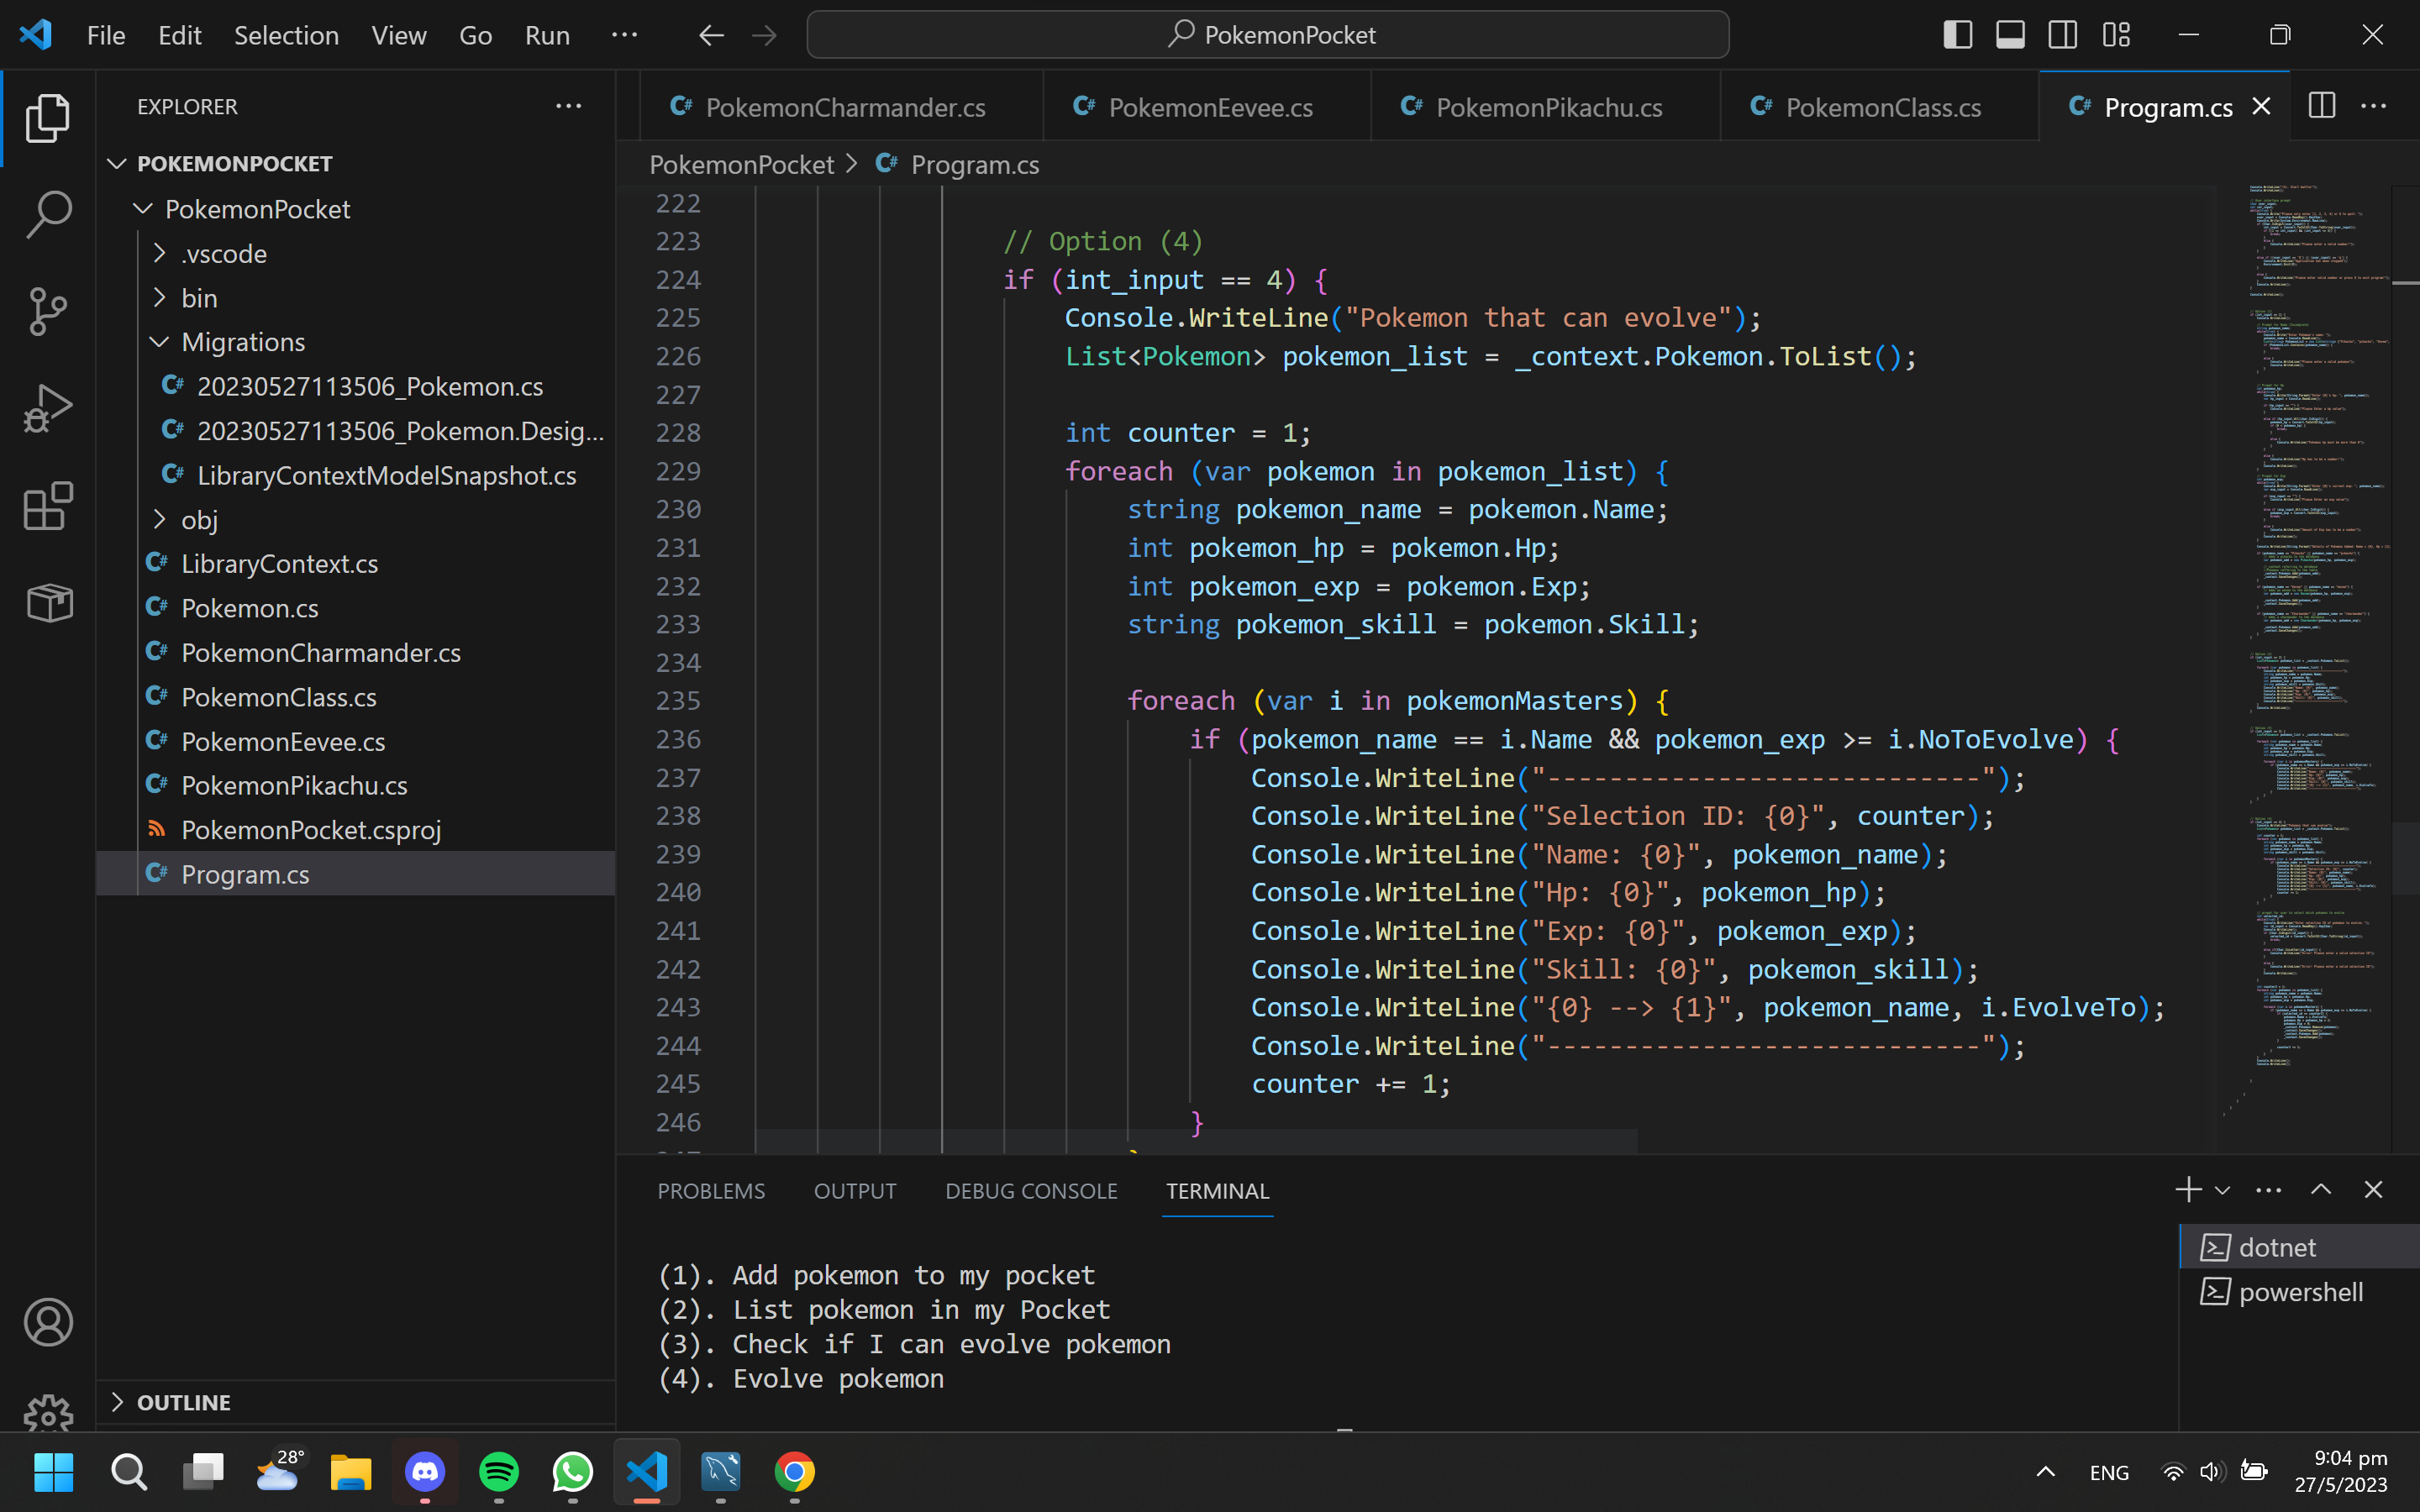 File Edit Selection View Go Run ···
PokemonPocket
EXPLORER
POKEMONPOCKET
PokemonPocket
.vscode
bin
Migrations
20230527113506_Pokemon.cs
20230527113506_Pokemon.Desig...
LibraryContextModelSnapshot.cs
obj
LibraryContext.cs
Pokemon.cs
PokemonCharmander.cs
PokemonClass.cs
PokemonEevee.cs
PokemonPikachu.cs
PokemonPocket.csproj
Program.cs
OUTLINE
PokemonCharmander.cs PokemonEevee.cs PokemonPikachu.cs PokemonClass.cs Program.cs
PokemonPocket > Program.cs
222
223 // Option (4)
224 if (int_input == 4) {
225 Console.WriteLine("Pokemon that can evolve");
226 List<Pokemon> pokemon_list = _context.Pokemon.ToList();
227
228 int counter = 1;
229 foreach (var pokemon in pokemon_list) {
230 string pokemon_name = pokemon.Name;
231 int pokemon_hp = pokemon.Hp;
232 int pokemon_exp = pokemon.Exp;
233 string pokemon_skill = pokemon.Skill;
234
235 foreach (var i in pokemonMasters) {
236 if (pokemon_name == i.Name && pokemon_exp >= i.NoToEvolve) {
237 Console.WriteLine("----------------------------");
238 Console.WriteLine("Selection ID: {0}", counter);
239 Console.WriteLine("Name: {0}", pokemon_name);
240 Console.WriteLine("Hp: {0}", pokemon_hp);
241 Console.WriteLine("Exp: {0}", pokemon_exp);
242 Console.WriteLine("Skill: {0}", pokemon_skill);
243 Console.WriteLine("{0} --> {1}", pokemon_name, i.EvolveTo);
244 Console.WriteLine("----------------------------");
245 counter += 1;
246 }
PROBLEMS OUTPUT DEBUG CONSOLE TERMINAL
(1). Add pokemon to my pocket
(2). List pokemon in my Pocket
(3). Check if I can evolve pokemon
(4). Evolve pokemon
dotnet
powershell
28°
ENG
9:04 pm
27/5/2023